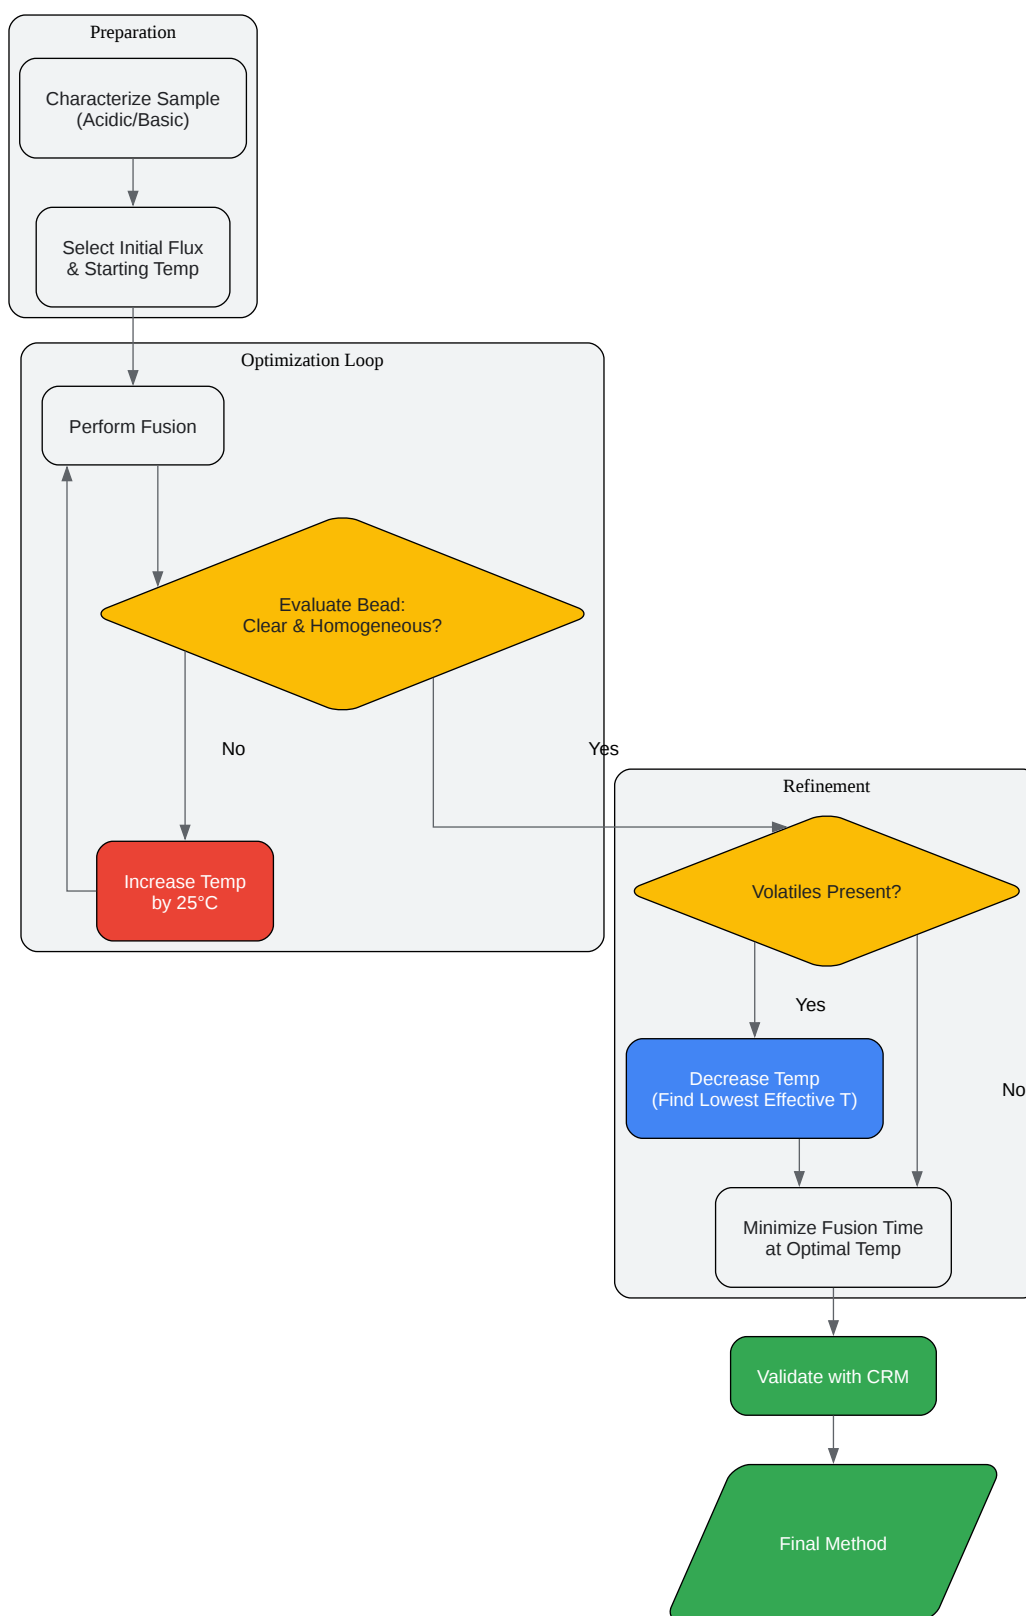 Preparation
Characterize Sample
(Acidic/Basic)
Select Initial Flux
& Starting Temp
Optimization Loop
Perform Fusion
Evaluate Bead:
Clear & Homogeneous?
No
Yes
Increase Temp
by 25°C
Refinement
Volatiles Present?
Yes
No
Decrease Temp
(Find Lowest Effective T)
Minimize Fusion Time
at Optimal Temp
Validate with CRM
Final Method